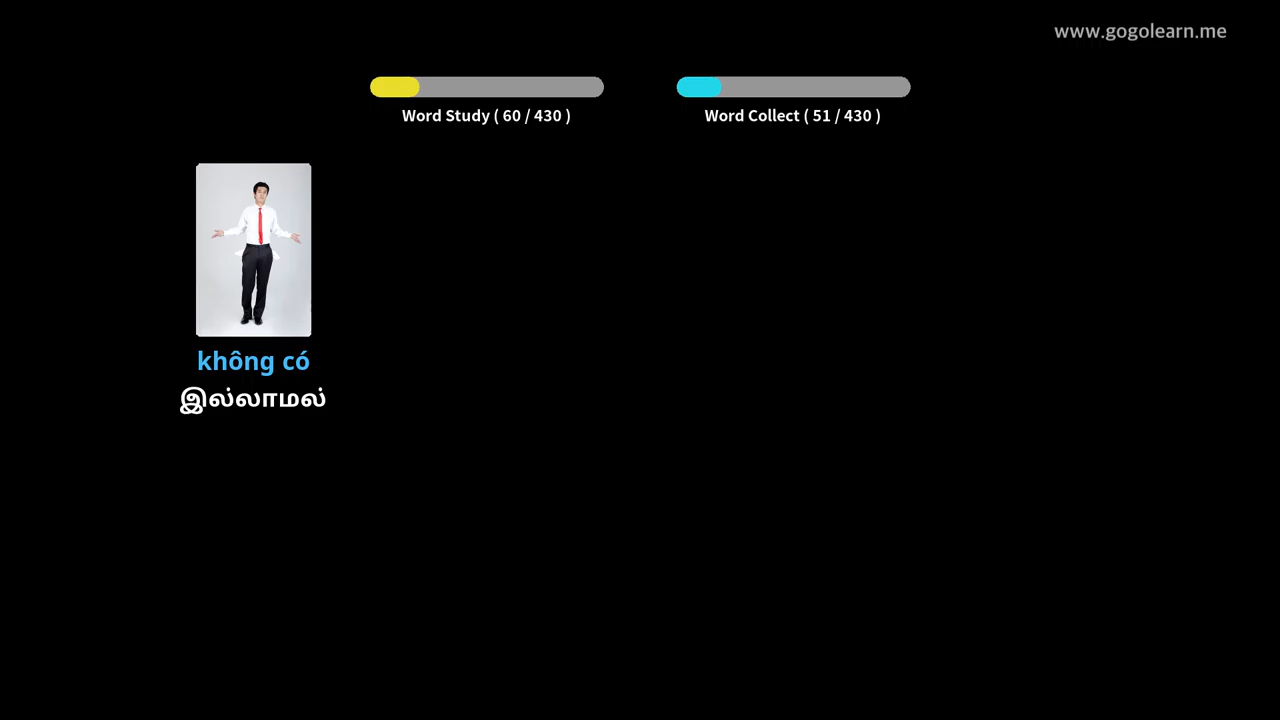 www.gogolearn.me
Word Study ( 60 / 430 )
Word Collect ( 51 / 430 )
không có
இல்லாமல்